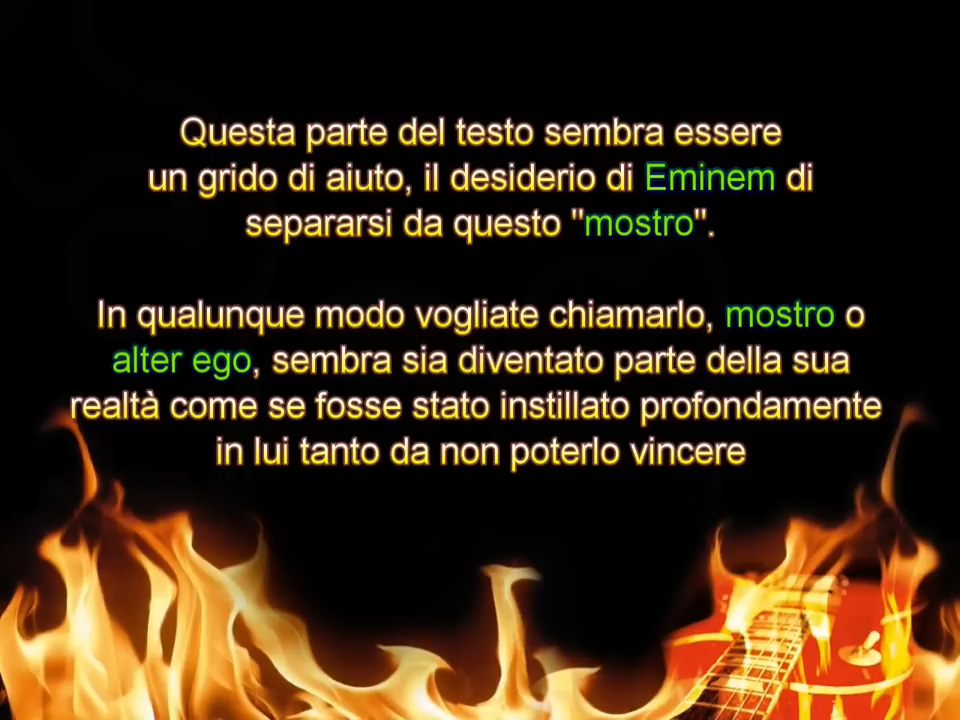 Questa parte del testo sembra essere
un grido di aiuto, il desiderio di Eminem di
separarsi da questo "mostro".
In qualunque modo vogliate chiamarlo, mostro o
alter ego, sembra sia diventato parte della sua
realtà come se fosse stato instillato profondamente
in lui tanto da non poterlo vincere